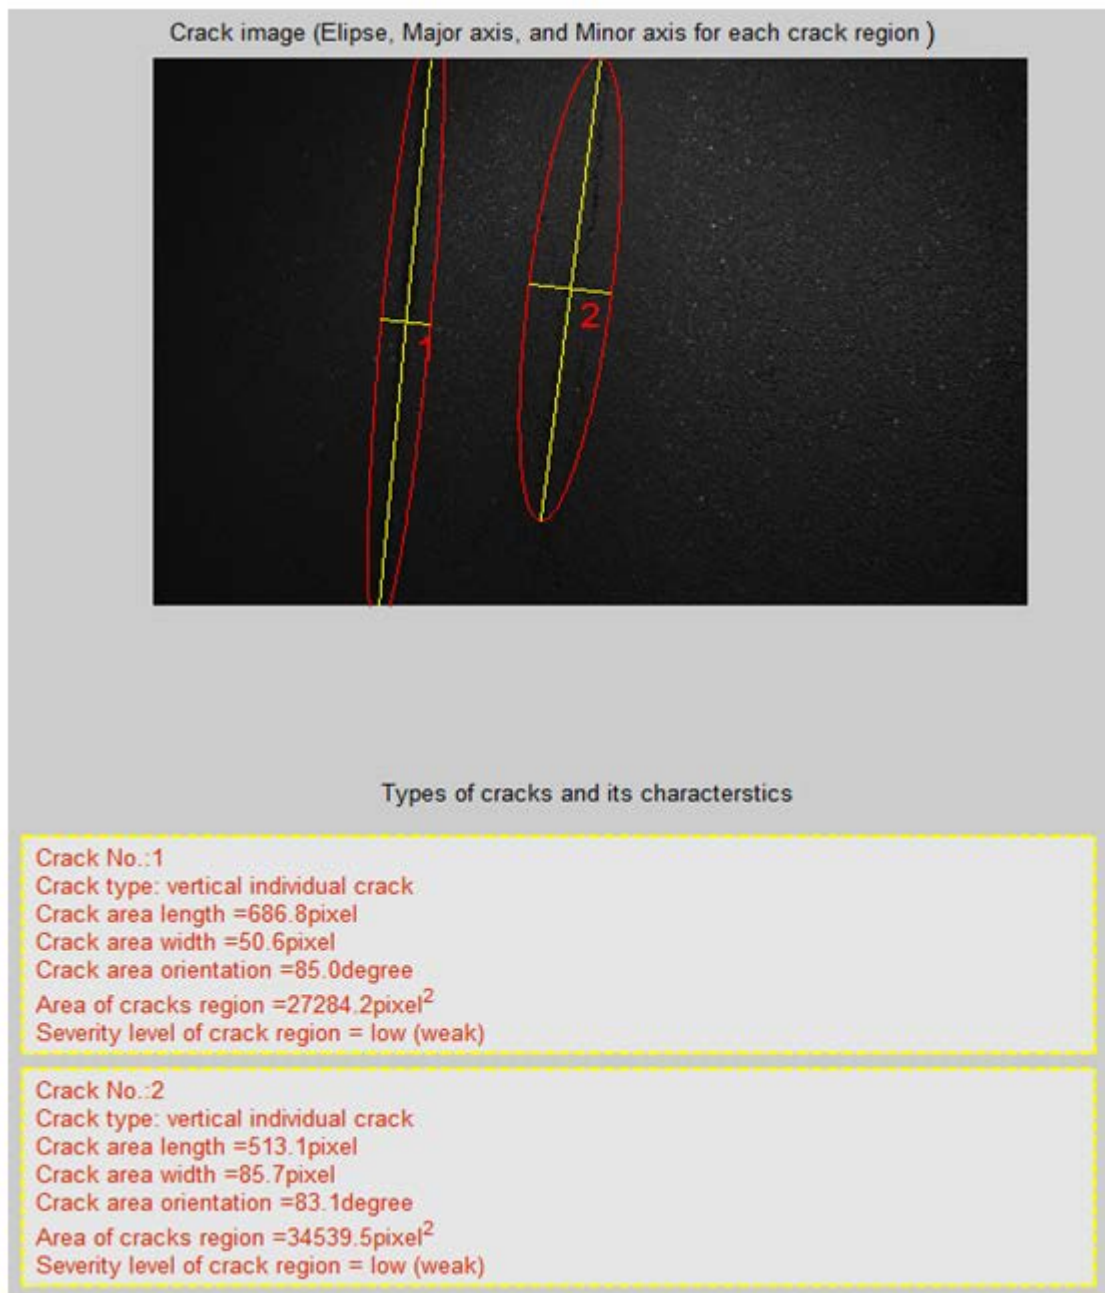 Crack image (Elipse, Major axis, and Minor axis for each crack region )
1
2
Types of cracks and its characterstics
Crack No.:1
Crack type: vertical individual crack
Crack area length =686.8pixel
Crack area width =50.6pixel
Crack area orientation =85.0degree
Area of cracks region =27284.2pixel²
Severity level of crack region = low (weak)
Crack No.:2
Crack type: vertical individual crack
Crack area length =513.1pixel
Crack area width =85.7pixel
Crack area orientation =83.1degree
Area of cracks region =34539.5pixel²
Severity level of crack region = low (weak)